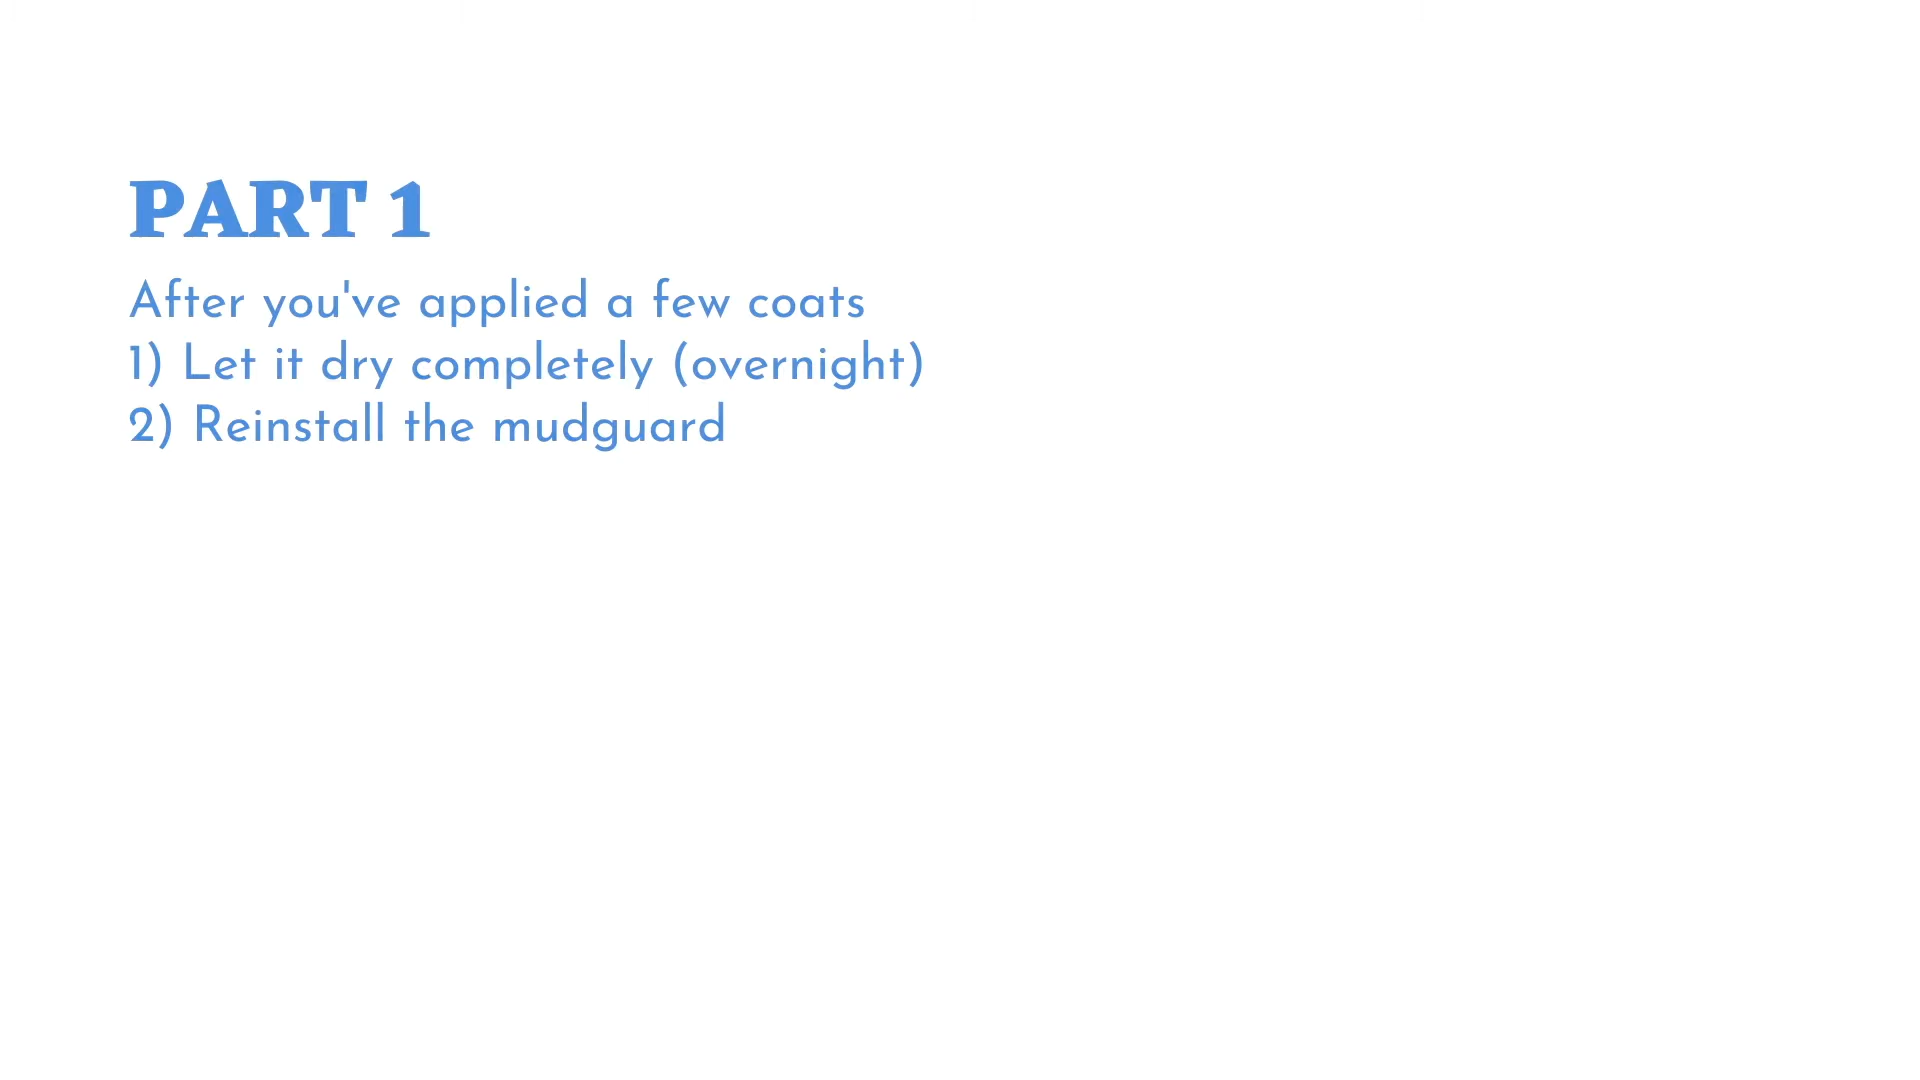 PART 1
After you've applied a few coats
1) Let it dry completely (overnight)
2) Reinstall the mudguard